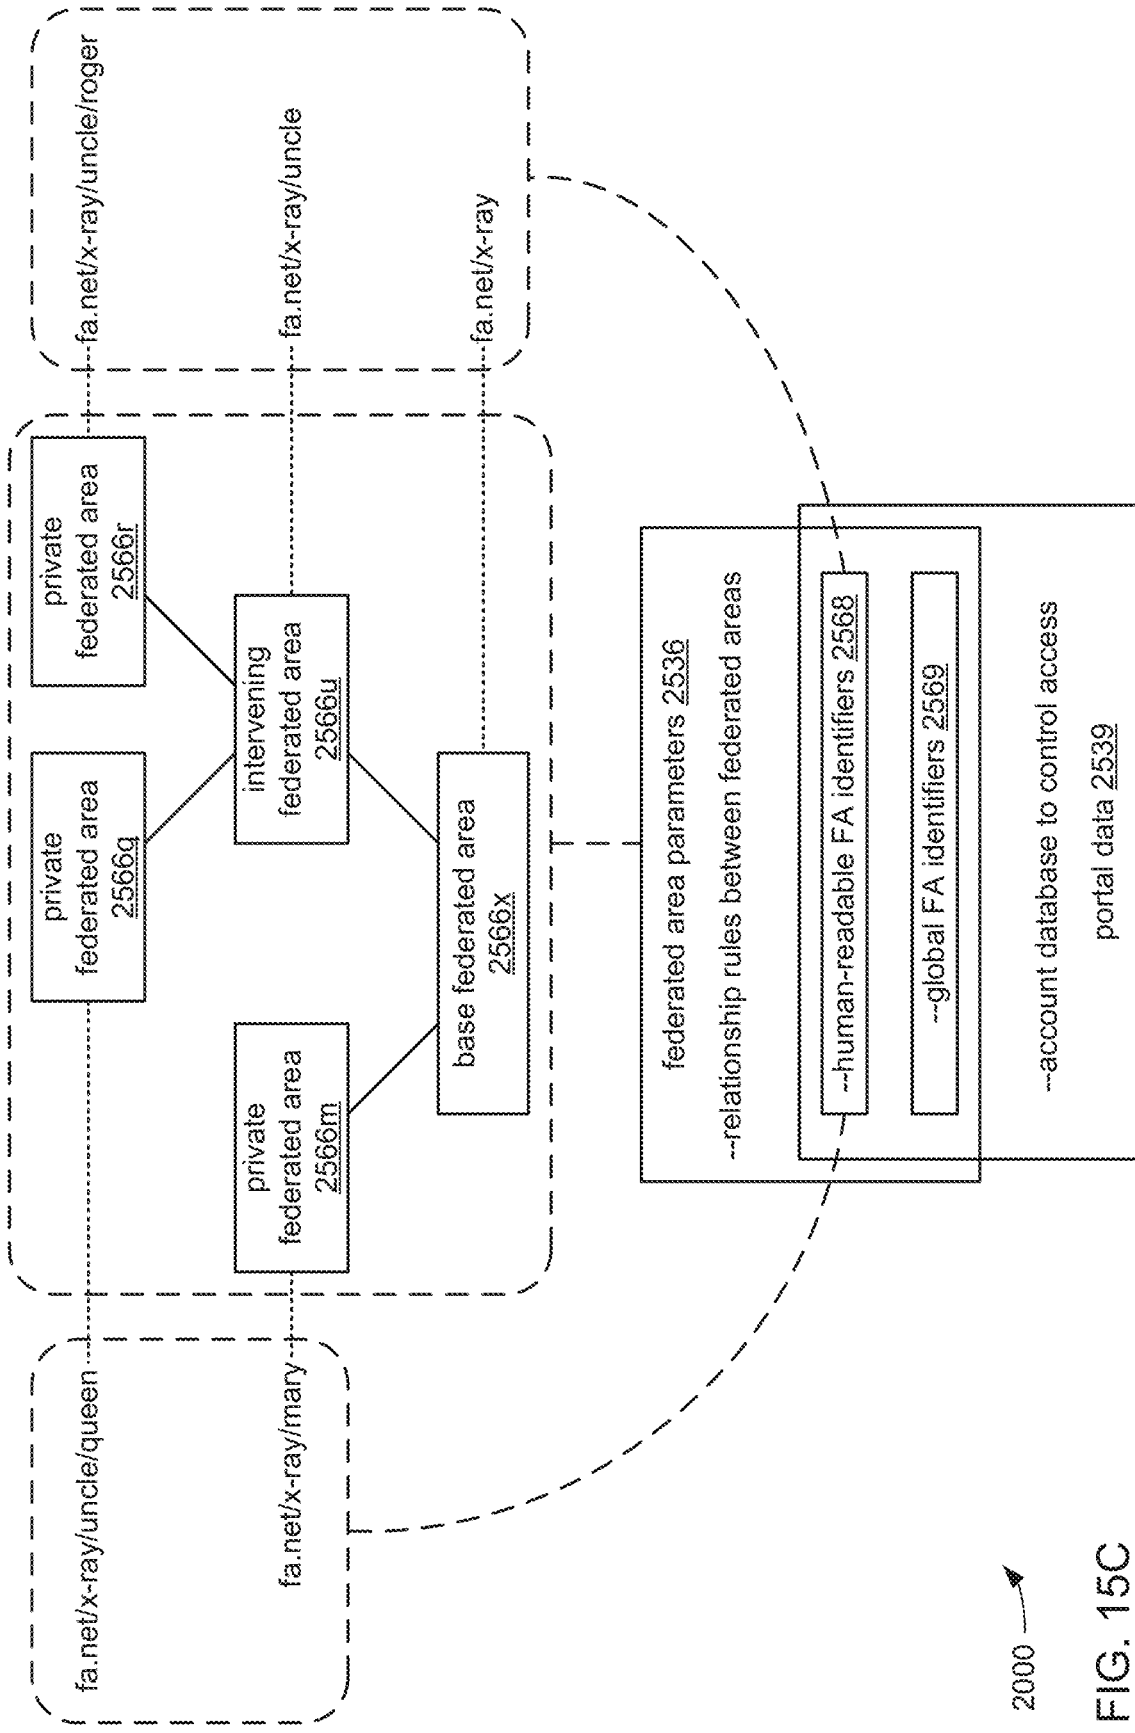 fa.net/x-ray/uncle/queen
private
federated area
2566q
private
federated area
2566r
fa.net/x-ray/uncle/roger
fa.net/x-ray/mary
private
federated area
2566m
intervening
federated area
2566u
fa.net/x-ray/uncle
base federated area
2566x
fa.net/x-ray
federated area parameters 2536
--relationship rules between federated areas
--human-readable FA identifiers 2568
--global FA identifiers 2569
--account database to control access
portal data 2539
2000
FIG. 15C